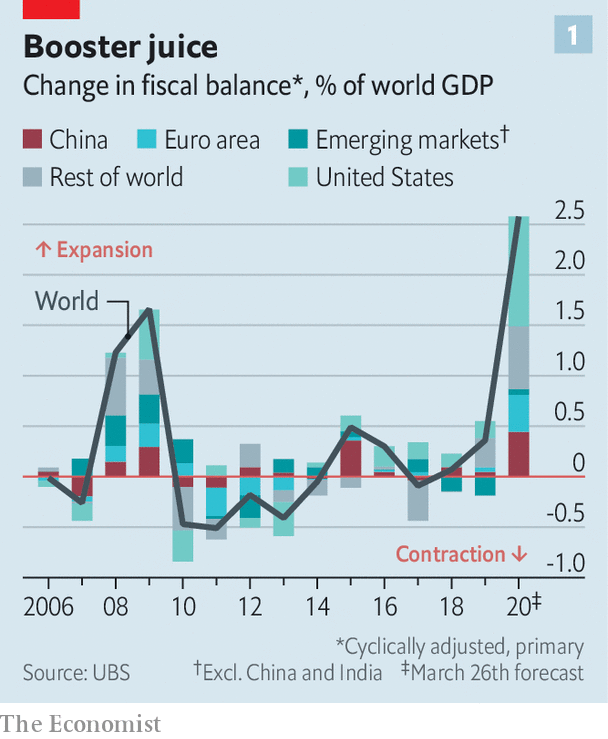 Booster juice
1
Change in fiscal balance*, % of world GDP
China
Euro area
Emerging markets†
Rest of world
United States
2.5
↑ Expansion
2.0
World
1.5
1.0
0.5
0
-0.5
Contraction ↓
-1.0
2006 08 10 12 14 16 18 20‡
*Cyclically adjusted, primary
Source: UBS †Excl. China and India ‡March 26th forecast
The Economist